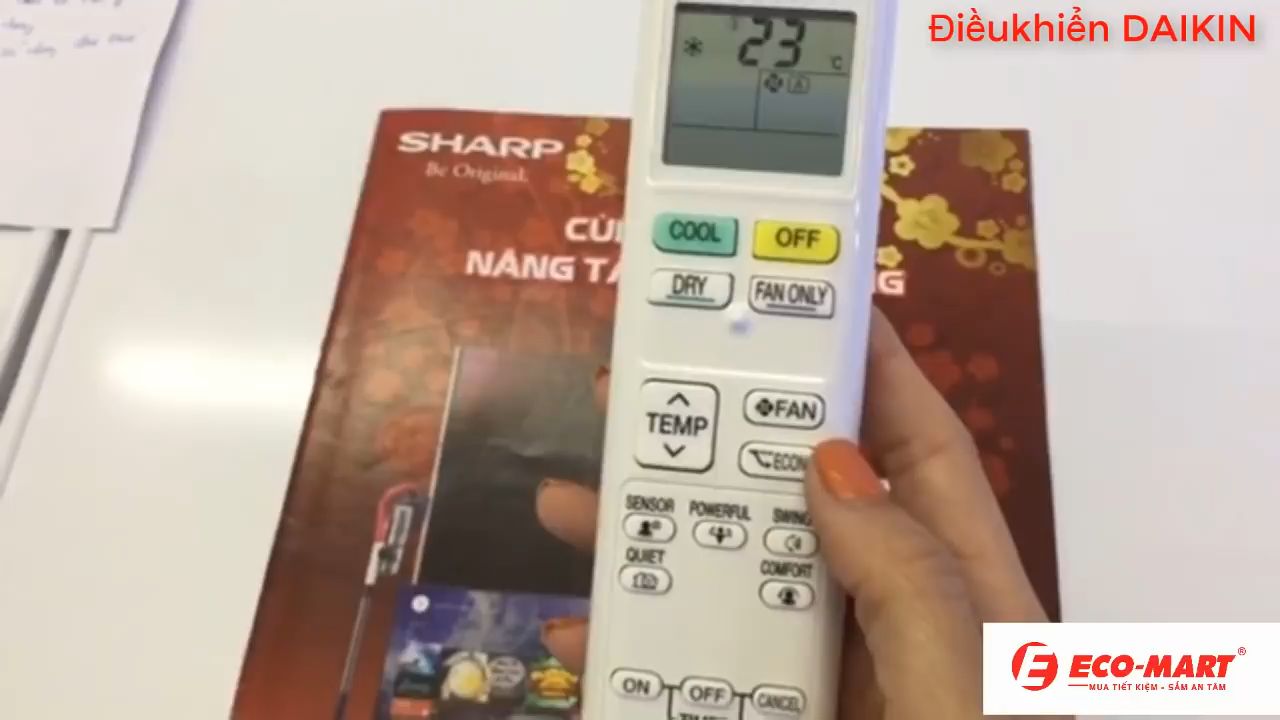 Điềukhiển DAIKIN
SHARP
Be Original.
NÂNG
G
23 °C
A
COOL
OFF
DRY
FAN ONLY
TEMP
FAN
ECON
SENSOR
POWERFUL
SWING
QUIET
COMFORT
ON
OFF
CANCEL
ECO-MART®
MUA TIẾT KIỆM - SẮM AN TÂM